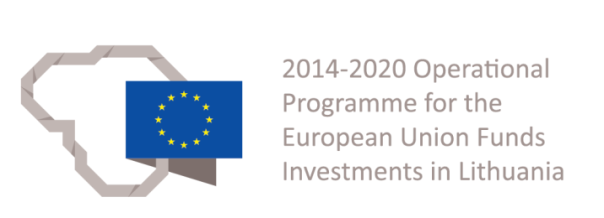 2014-2020 Operational
Programme for the
European Union Funds
Investments in Lithuania